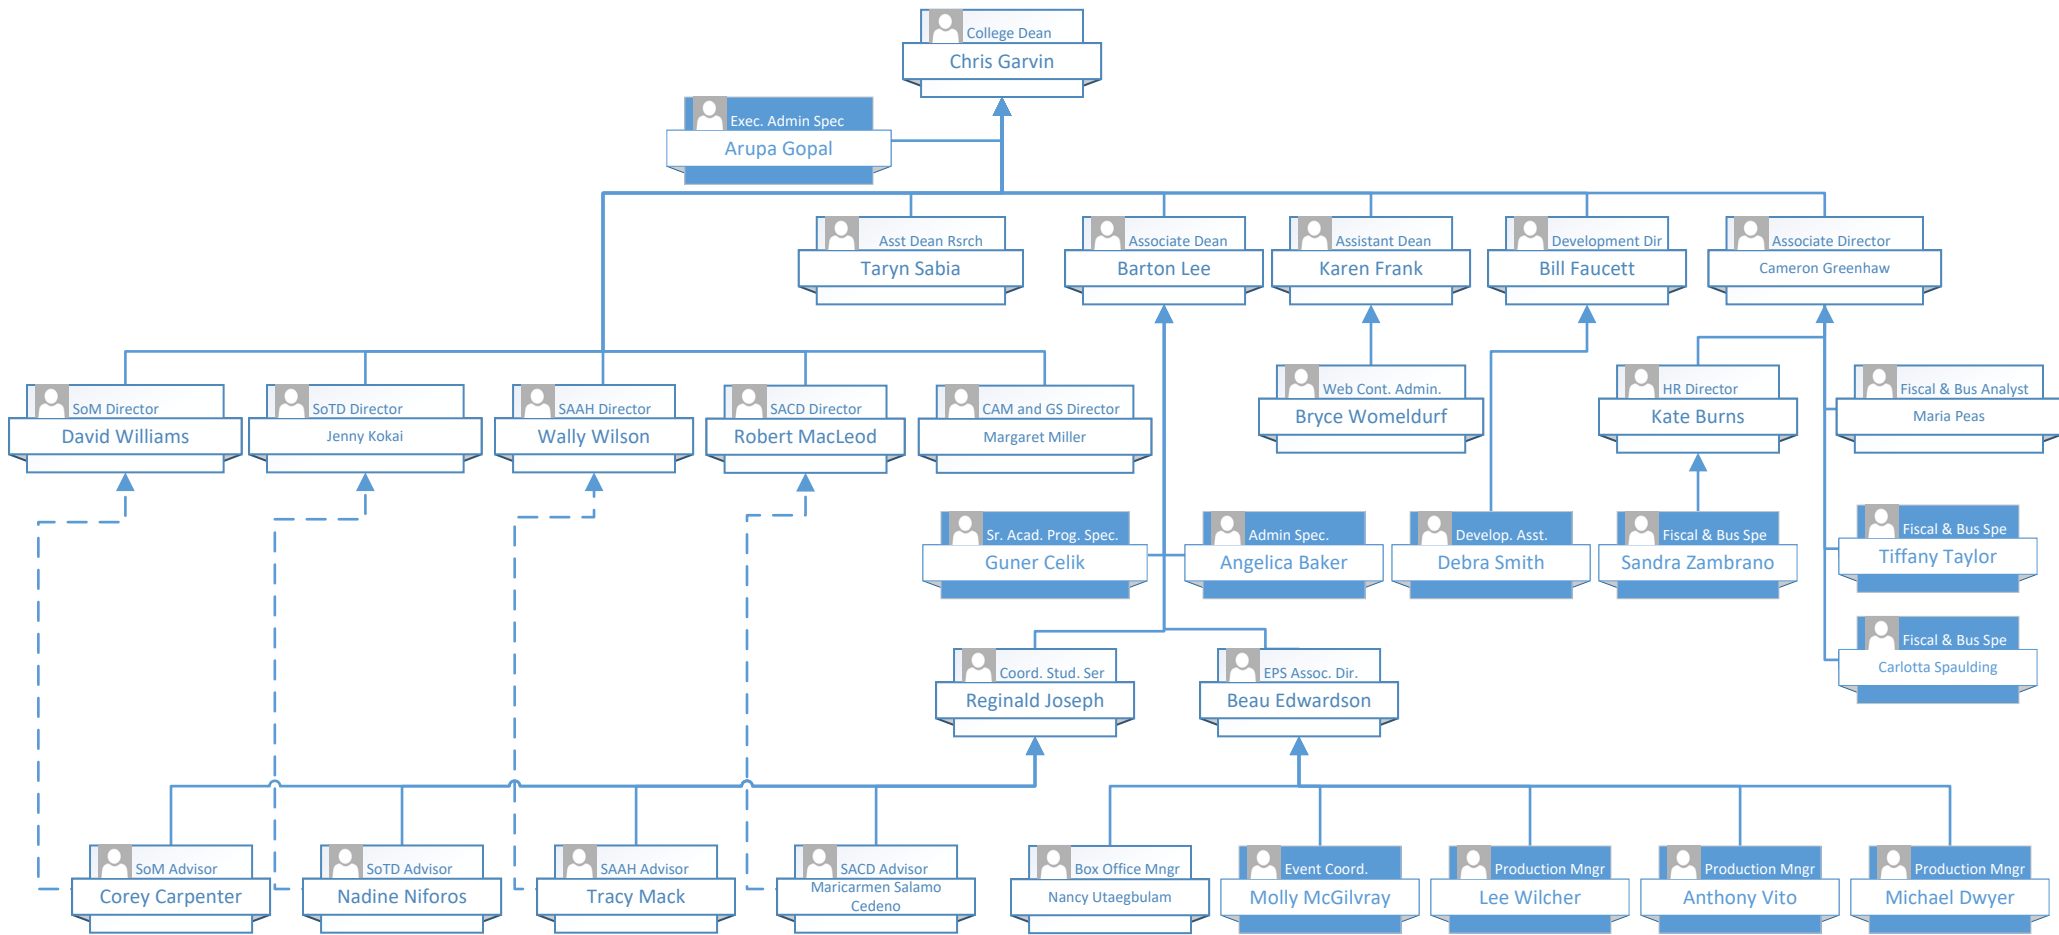 College Dean
Chris Garvin
Exec. Admin Spec
Arupa Gopal
Asst Dean Rsrch
Taryn Sabia
Associate Dean
Barton Lee
Assistant Dean
Karen Frank
Development Dir
Bill Faucett
Associate Director
Cameron Greenhaw
SoM Director
David Williams
SoTD Director
Jenny Kokai
SAAH Director
Wally Wilson
SACD Director
Robert MacLeod
CAM and GS Director
Margaret Miller
Web Cont. Admin.
Bryce Womeldurf
HR Director
Kate Burns
Fiscal & Bus Analyst
Maria Peas
Sr. Acad. Prog. Spec.
Guner Celik
Admin Spec.
Angelica Baker
Develop. Asst.
Debra Smith
Fiscal & Bus Spe
Sandra Zambrano
Fiscal & Bus Spe
Tiffany Taylor
Fiscal & Bus Spe
Carlotta Spaulding
Coord. Stud. Ser
Reginald Joseph
EPS Assoc. Dir.
Beau Edwardson
SoM Advisor
Corey Carpenter
SoTD Advisor
Nadine Niforos
SAAH Advisor
Tracy Mack
SACD Advisor
Maricarmen Salamo
Cedeno
Box Office Mngr
Nancy Utaegbulam
Event Coord.
Molly McGilvray
Production Mngr
Lee Wilcher
Production Mngr
Anthony Vito
Production Mngr
Michael Dwyer